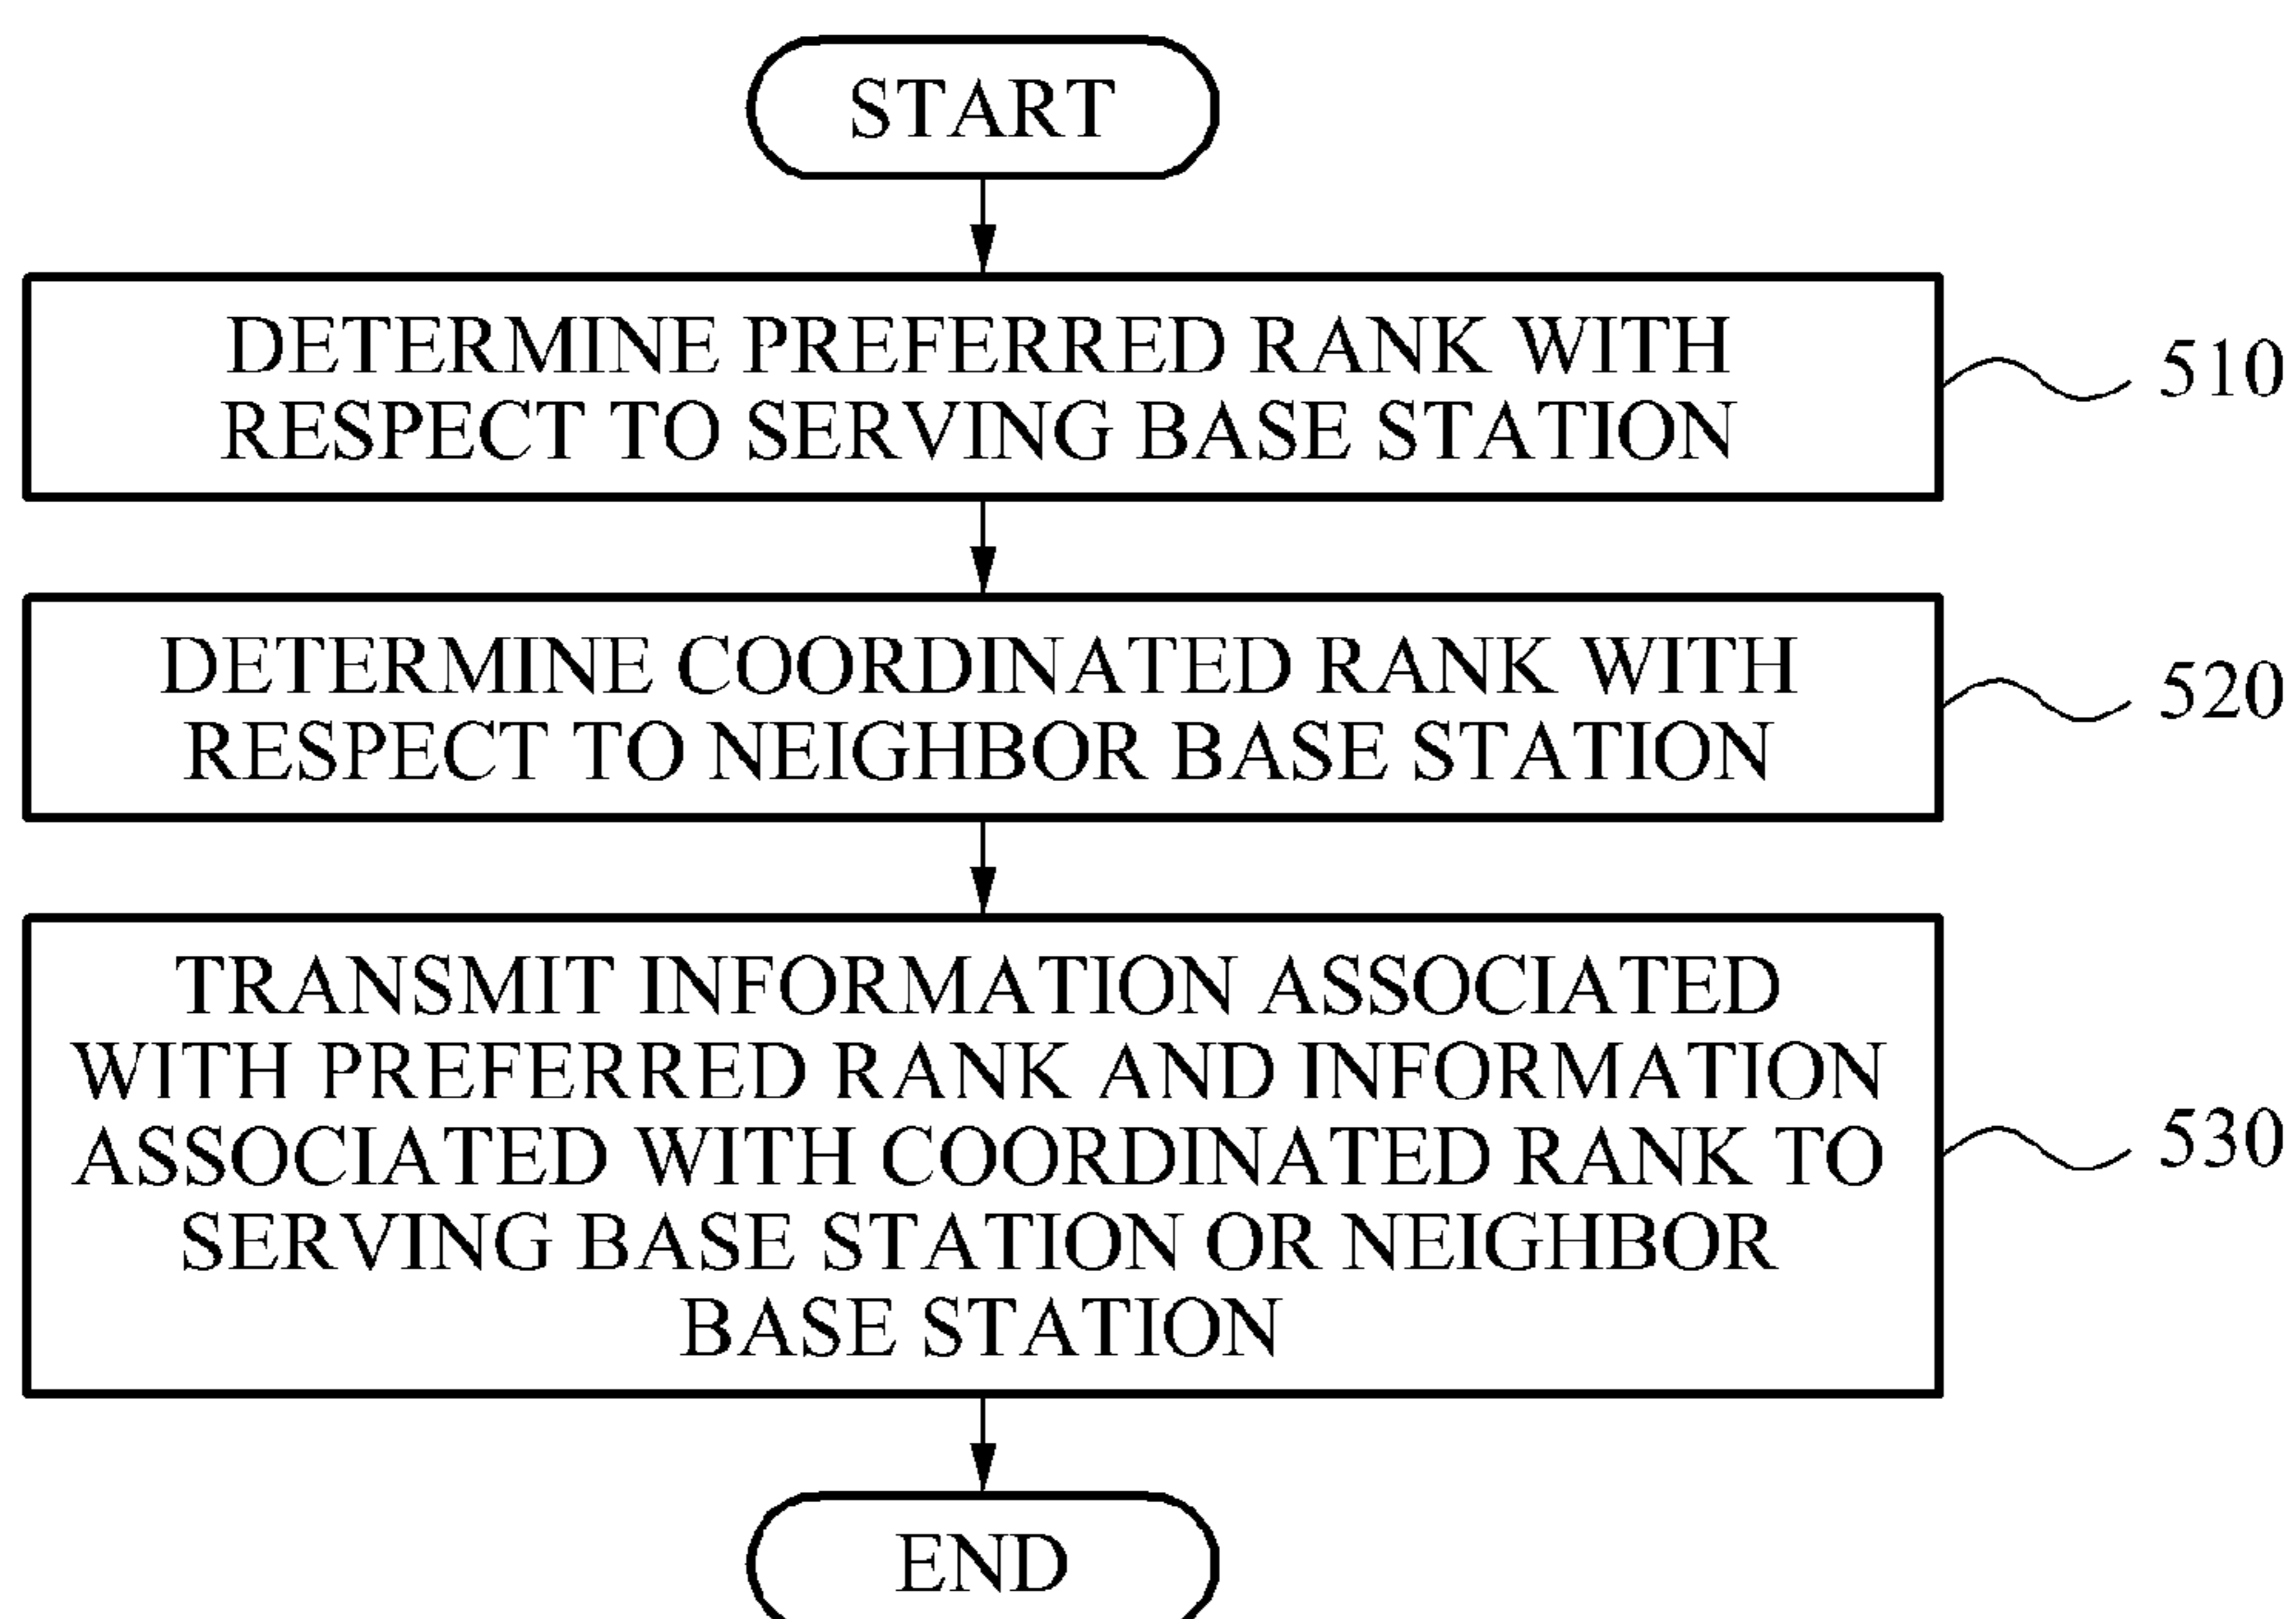 START
DETERMINE PREFERRED RANK WITH
RESPECT TO SERVING BASE STATION
510
DETERMINE COORDINATED RANK WITH
RESPECT TO NEIGHBOR BASE STATION
520
TRANSMIT INFORMATION ASSOCIATED
WITH PREFERRED RANK AND INFORMATION
ASSOCIATED WITH COORDINATED RANK TO
SERVING BASE STATION OR NEIGHBOR
BASE STATION
530
END